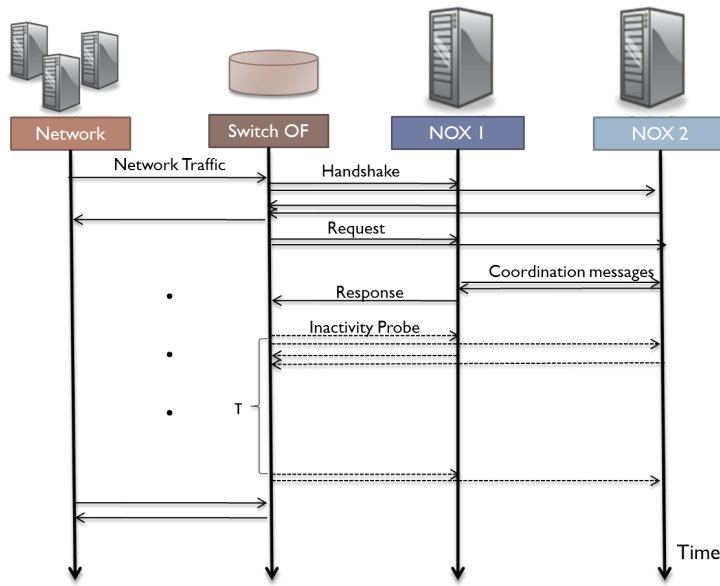 Network
Switch OF
NOX 1
NOX 2
Network Traffic
Handshake
Request
Coordination messages
Response
Inactivity Probe
T
Time